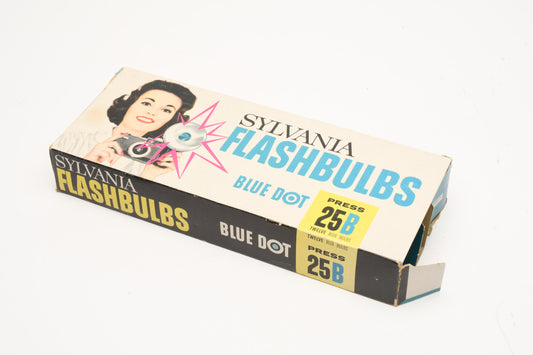 SYLVANIA
FLASHBULBS
BLUE DOT
PRESS
25B
SYLVANIA
FLASHBULBS
BLUE DOT
PRESS
25B